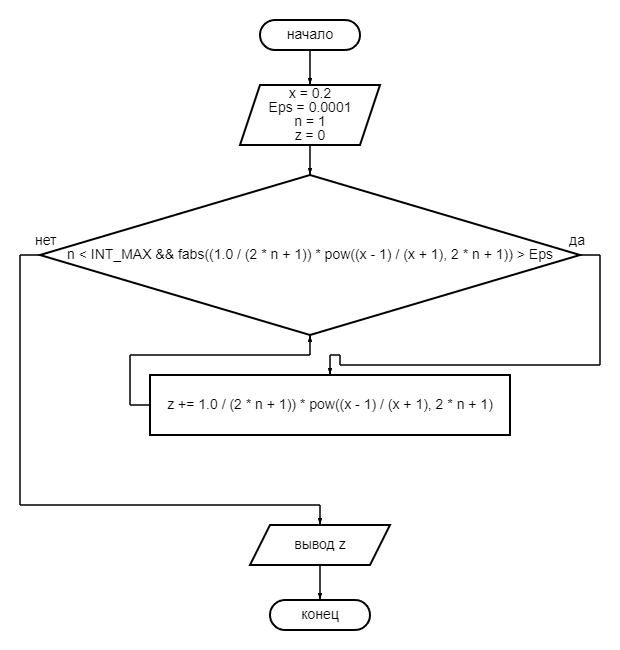 начало
x = 0.2
Eps = 0.0001
n = 1
z = 0
нет
да
n < INT_MAX && fabs((1.0 / (2 * n + 1)) * pow((x - 1) / (x + 1), 2 * n + 1)) > Eps
z += 1.0 / (2 * n + 1)) * pow((x - 1) / (x + 1), 2 * n + 1)
вывод z
конец